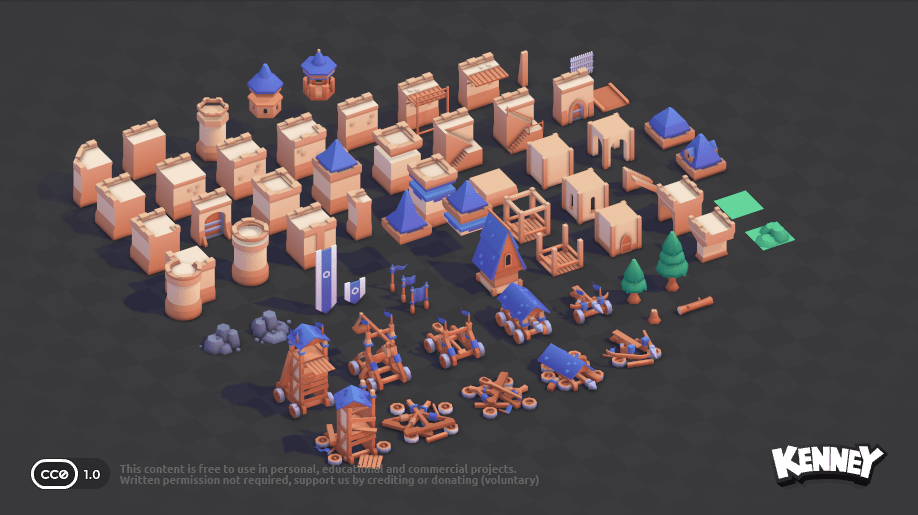 CC0 1.0
This content is free to use in personal, educational and commercial projects.
Written permission not required, support us by crediting or donating (voluntary)
KENNEY